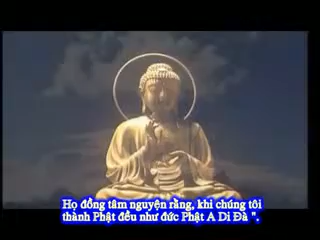 Họ đồng tâm nguyện rằng, khi chúng tôi
thành Phật đều như đức Phật A Di Đà ".